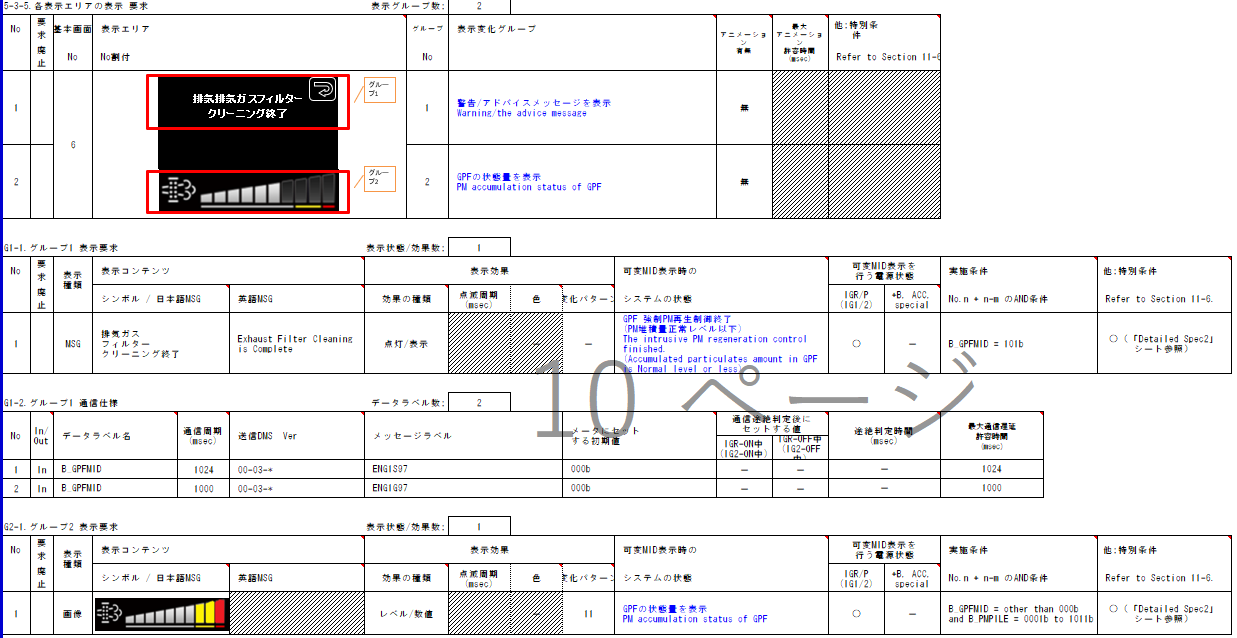 5-3-5.各表示エリアの表示 要求 表示グループ数: 2
No 要求廃止 基本画面 No 表示エリア No割付 グループ No 表示変化グループ アニメーション有無 最大アニメーション許容時間(msec) 他:特別条件 Refer to Section 11-6
1 排気排気ガスフィルター クリーニング終了 グループ1 1 警告/アドバイスメッセージを表示 無
Warning/the advice message
6
2 グループ2 2 GPFの状態量を表示 無
PM accumulation status of GPF
G1-1.グループ1 表示要求 表示状態/効果数: 1
No 要求廃止 表示種類 表示コンテンツ 表示効果 可変MID表示時の 可変MID表示を行う電源状態 実施条件 他:特別条件
シンボル / 日本語MSG 英語MSG 効果の種類 点滅周期(msec) 色 変化パターン システムの状態 IGR/P (IG1/2) +B, ACC, special No.n * n-m のAND条件 Refer to Section 11-6.
1 MSG 排気ガス フィルター クリーニング終了 Exhaust Filter Cleaning is Complete 点灯/表示 － －
GPF 強制PM再生制御終了
(PM堆積量正常レベル以下)
The intrusive PM regeneration control
finished.
(Accumulated particulates amount in GPF
is Normal level or less)
○ － B_GPFMID = 101b ○ (「Detailed Spec2」シート参照)
10 ページ
G1-2.グループ1 通信仕様 データラベル数: 2
No In/Out データラベル名 通信周期(msec) 送信DMS Ver メッセージラベル メータにセットする初期値 通信途絶判定後にセットする値 IGR-ON中 (IG2-ON中) IGR-OFF中 (IG2-OFF中) 途絶判定時間(msec) 最大通信遅延許容時間(msec)
1 In B_GPFMID 1024 00-03-* ENG1S97 000b － － － 1024
2 In B_GPFMID 1000 00-03-* ENG1G97 000b － － － 1000
G2-1.グループ2 表示要求 表示状態/効果数: 1
No 要求廃止 表示種類 表示コンテンツ 表示効果 可変MID表示時の 可変MID表示を行う電源状態 実施条件 他:特別条件
シンボル / 日本語MSG 英語MSG 効果の種類 点滅周期(msec) 色 変化パターン システムの状態 IGR/P (IG1/2) +B, ACC, special No.n * n-m のAND条件 Refer to Section 11-6.
1 画像 レベル/数値 － 11 GPFの状態量を表示 ○ － B_GPFMID = other than 000b ○ (「Detailed Spec2」
PM accumulation status of GPF and B_PMPILE = 0001b to 1011b シート参照)